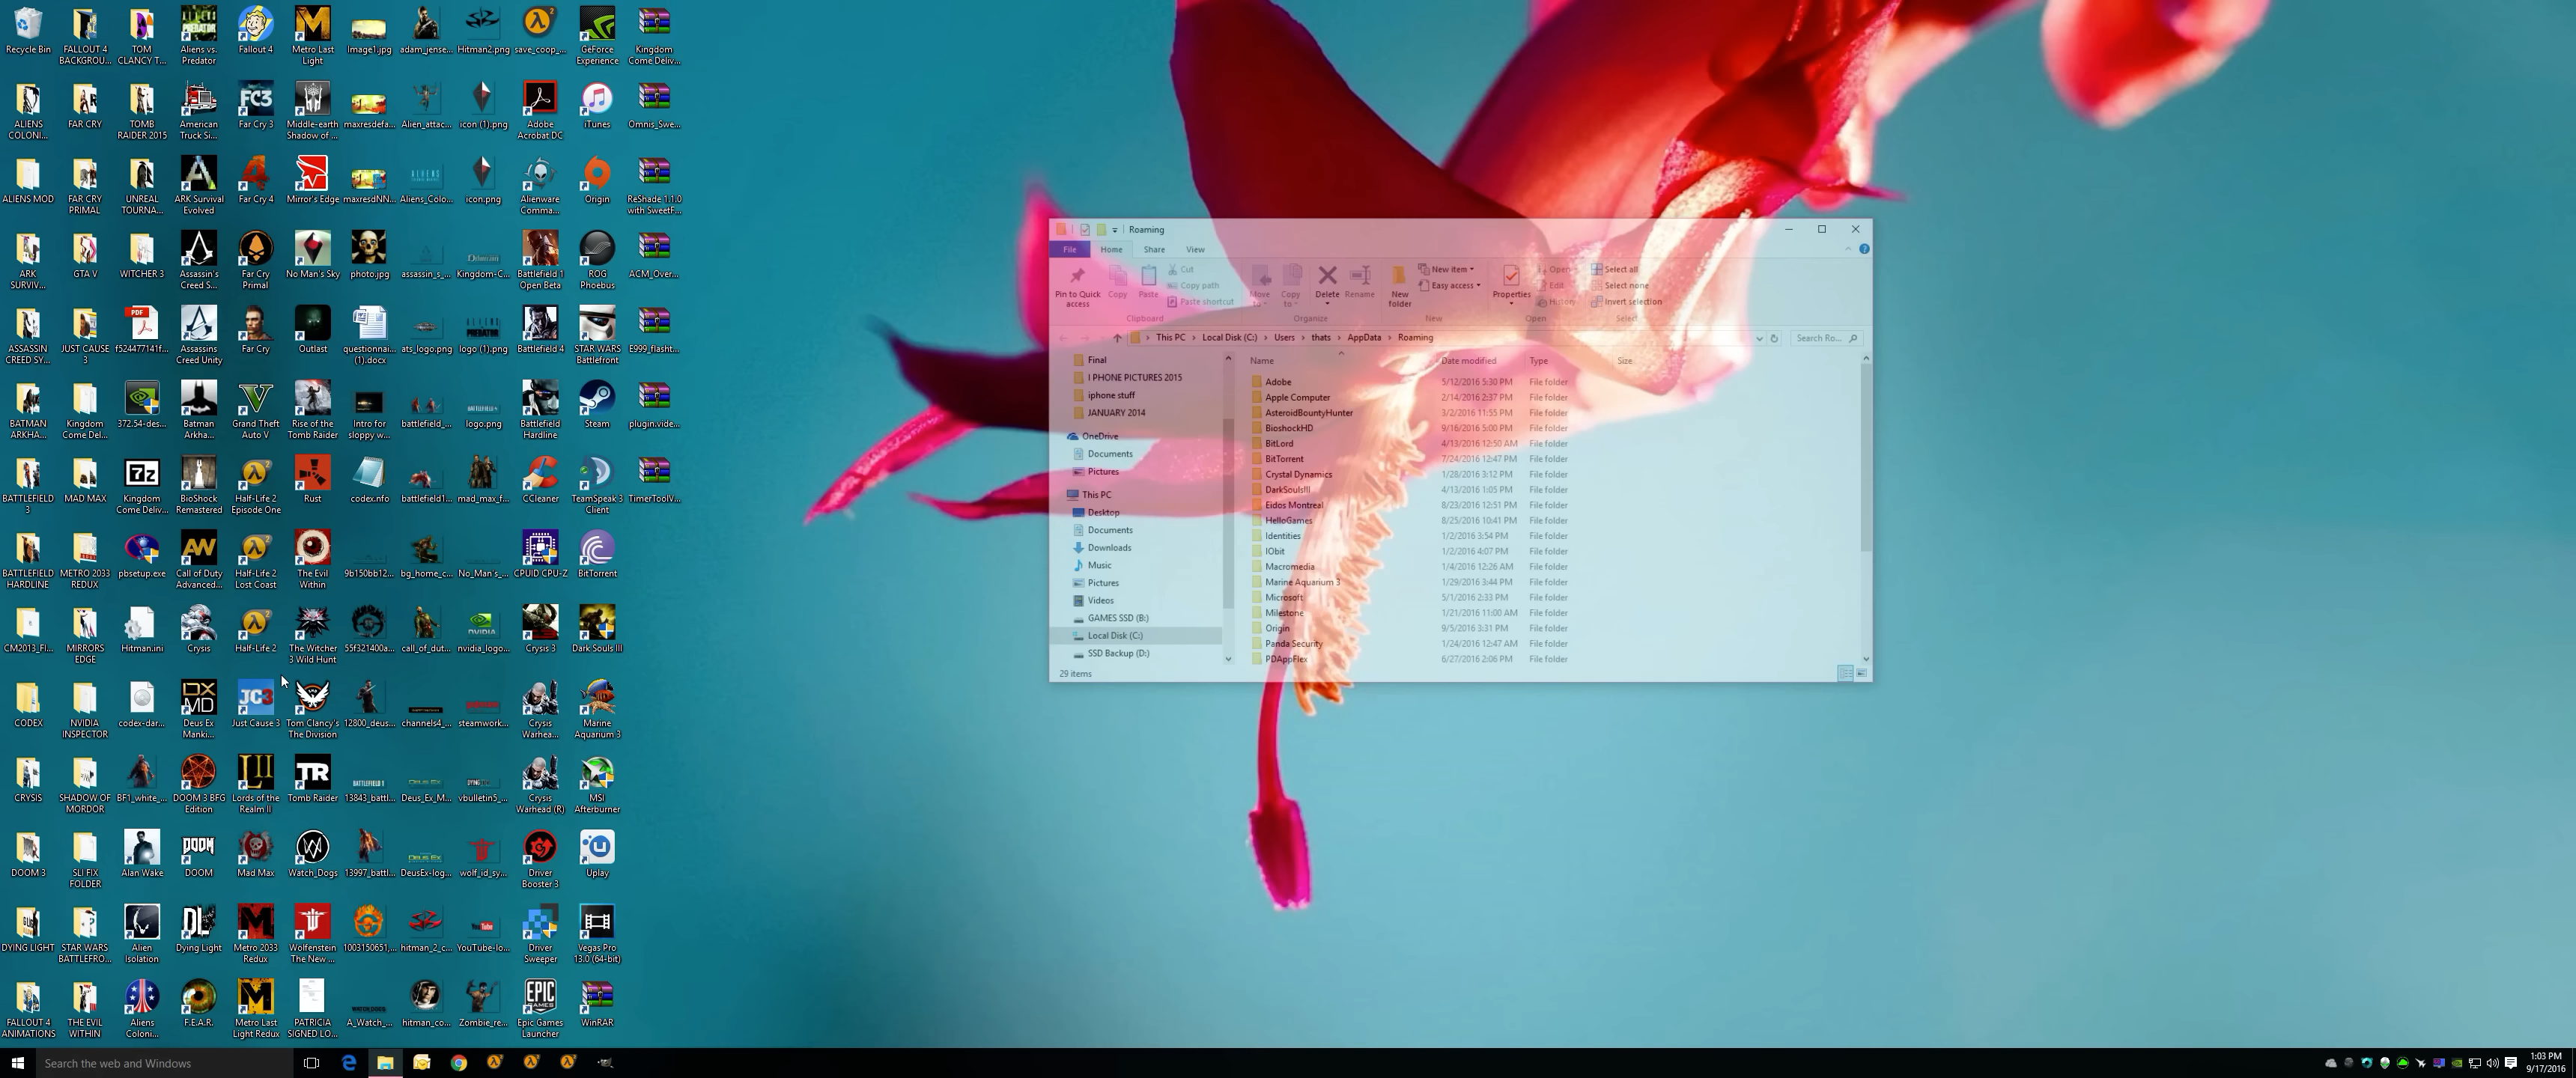 Recycle Bin
FALLOUT 4 BACKGROU...
TOM CLANCY T...
Aliens vs. Predator
Fallout 4
Metro Last Light
Image1.jpg
adam_jense...
Hitman2.png
save_coop_...
GeForce Experience
Kingdom Come Deliv...
ALIENS COLONI...
FAR CRY
TOMB RAIDER 2015
American Truck Si...
Far Cry 3
Middle-earth Shadow of ...
maxresdefa...
Alien_attac...
icon (1).png
Adobe Acrobat DC
iTunes
Omnis_Swe...
ALIENS MOD
FAR CRY PRIMAL
UNREAL TOURNA...
ARK Survival Evolved
Far Cry 4
Mirror's Edge
maxresdNN...
Aliens_Colo...
icon.png
Alienware Comma...
Origin
ReShade 1.1.0 with SweetF...
ARK SURVIV...
GTA V
WITCHER 3
Assassin's Creed S...
Far Cry Primal
No Man's Sky
photo.jpg
assassin_s_...
Kingdom-C...
Battlefield 1 Open Beta
ROG Phoebus
ACM_Over...
ASSASSIN CREED SY...
JUST CAUSE 3
f524477141f...
Assassins Creed Unity
Far Cry
Outlast
questionnai... (1).docx
ats_logo.png
logo (1).png
Battlefield 4
STAR WARS Battlefront
E999_flasht...
BATMAN ARKHA...
Kingdom Come Del...
372.54-des...
Batman Arkha...
Grand Theft Auto V
Rise of the Tomb Raider
Intro for sloppy w...
battlefield_...
logo.png
Battlefield Hardline
Steam
plugin.vide...
BATTLEFIELD 3
MAD MAX
Kingdom Come Deliv...
BioShock Remastered
Half-Life 2 Episode One
Rust
codex.nfo
battlefield1...
mad_max_f...
CCleaner
TeamSpeak 3 Client
TimerToolV...
BATTLEFIELD HARDLINE
METRO 2033 REDUX
pbsetup.exe
Call of Duty Advanced...
Half-Life 2 Lost Coast
The Evil Within
9b150bb12...
bg_home_c...
No_Man's_...
CPUID CPU-Z
BitTorrent
CM2013_Fl...
MIRRORS EDGE
Hitman.ini
Crysis
Half-Life 2
The Witcher 3 Wild Hunt
55f321400a...
call_of_dut...
nvidia_logo...
Crysis 3
Dark Souls III
CODEX
NVIDIA INSPECTOR
codex-dar...
Deus Ex Manki...
Just Cause 3
Tom Clancy's The Division
12800_deus...
channels4_...
steamwork...
Crysis Warhea...
Marine Aquarium 3
CRYSIS
SHADOW OF MORDOR
BF1_white_...
DOOM 3 BFG Edition
Lords of the Realm II
Tomb Raider
13843_battl...
Deus_Ex_M...
vbulletin5_...
Crysis Warhead (R)
MSI Afterburner
DOOM 3
SLI FIX FOLDER
Alan Wake
DOOM
Mad Max
Watch_Dogs
13997_battl...
DeusEx-log...
wolf_id_sy...
Driver Booster 3
Uplay
DYING LIGHT
STAR WARS BATTLEFRO...
Alien Isolation
Dying Light
Metro 2033 Redux
Wolfenstein The New ...
1003150651,...
hitman_2_c...
YouTube-lo...
Driver Sweeper
Vegas Pro 13.0 (64-bit)
FALLOUT 4 ANIMATIONS
THE EVIL WITHIN
Aliens Coloni...
F.E.A.R.
Metro Last Light Redux
PATRICIA SIGNED LO...
A_Watch_...
hitman_co...
Zombie_re...
Epic Games Launcher
WinRAR
Roaming
File Home Share View
Pin to Quick access
Copy
Paste
Cut
Copy path
Paste shortcut
Move to
Copy to
Delete
Rename
New folder
New item
Easy access
Properties
Open
Edit
History
Select all
Select none
Invert selection
Clipboard Organize New Open Select
This PC > Local Disk (C:) > Users > thats > AppData > Roaming
Search Ro...
Final
I PHONE PICTURES 2015
iphone stuff
JANUARY 2014
OneDrive
Documents
Pictures
This PC
Desktop
Documents
Downloads
Music
Pictures
Videos
GAMES SSD (B:)
Local Disk (C:)
SSD Backup (D:)
Name Date modified Type Size
Adobe 5/12/2016 5:30 PM File folder
Apple Computer 2/14/2016 2:37 PM File folder
AsteroidBountyHunter 3/2/2016 11:55 PM File folder
BioshockHD 9/16/2016 5:00 PM File folder
BitLord 4/13/2016 12:50 AM File folder
BitTorrent 7/24/2016 12:47 PM File folder
Crystal Dynamics 1/28/2016 3:12 PM File folder
DarkSoulsIII 4/13/2016 1:05 PM File folder
Eidos Montreal 8/23/2016 12:51 PM File folder
HelloGames 8/25/2016 10:41 PM File folder
Identities 1/2/2016 3:54 PM File folder
IObit 1/2/2016 4:07 PM File folder
Macromedia 1/4/2016 12:26 AM File folder
Marine Aquarium 3 1/29/2016 3:44 PM File folder
Microsoft 5/1/2016 2:33 PM File folder
Milestone 1/21/2016 11:00 AM File folder
Origin 9/5/2016 3:31 PM File folder
Panda Security 1/24/2016 12:47 AM File folder
PDAppFlex 6/27/2016 2:06 PM File folder
29 items
Search the web and Windows
1:03 PM
9/17/2016